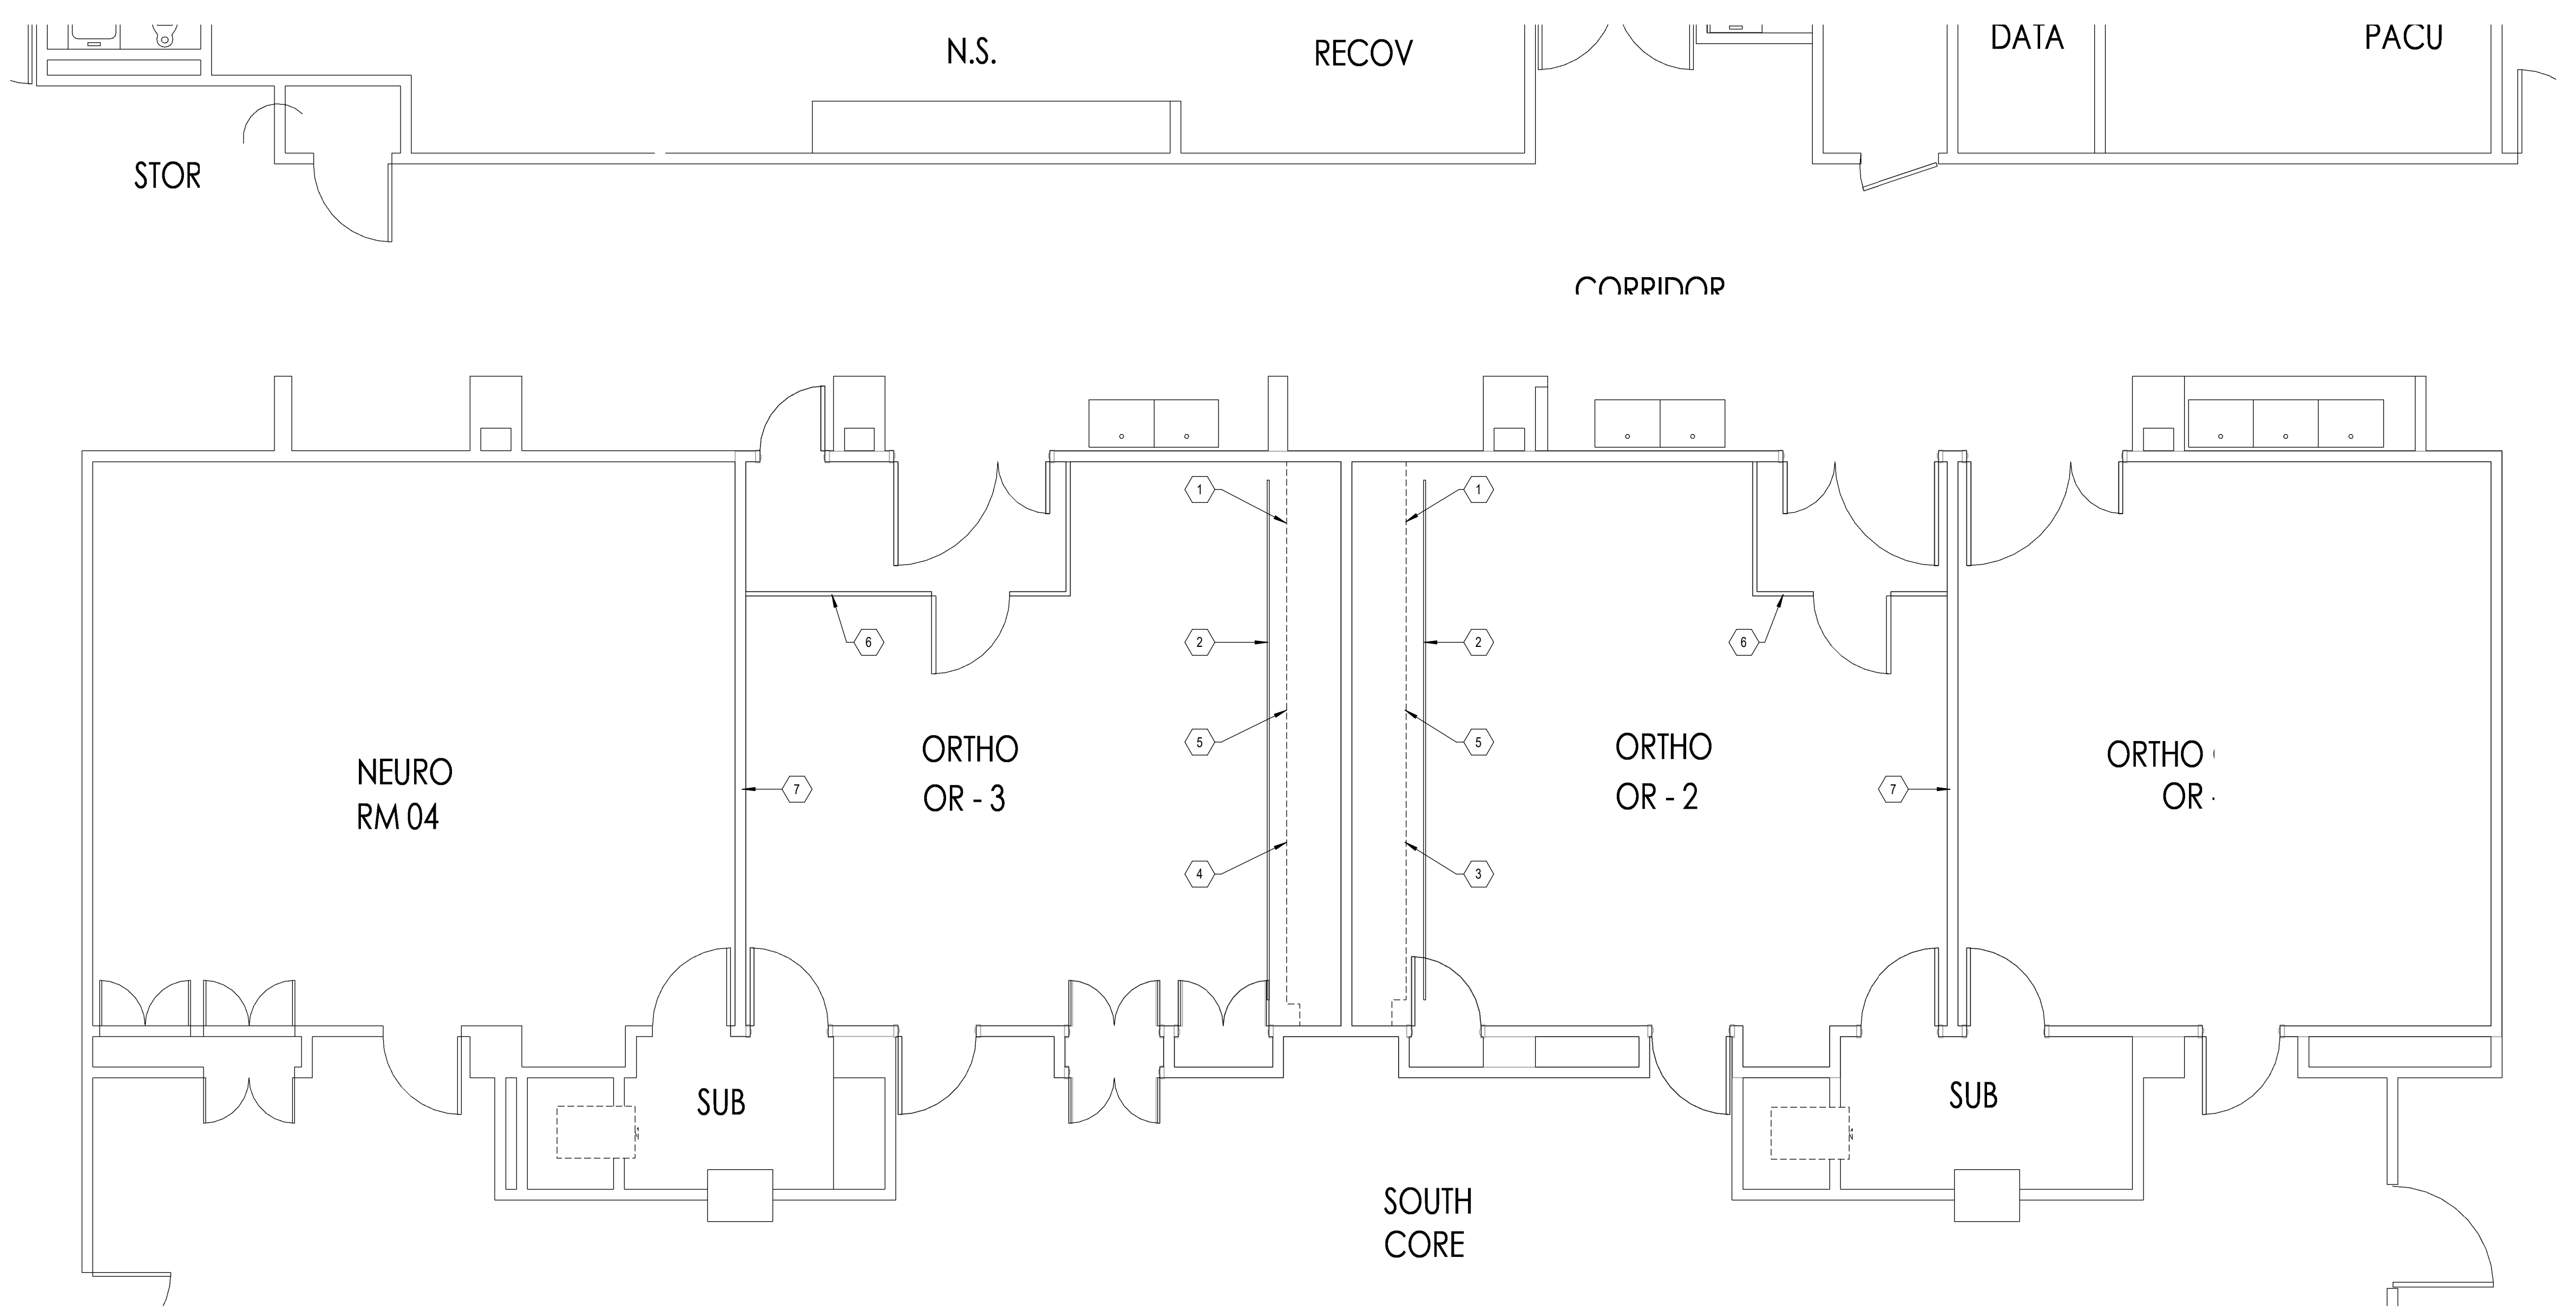 N.S.
RECOV
DATA
PACU
STOR
CORRIDOR
1
1
6
2
2
6
5
5
NEURO
RM 04
ORTHO
OR - 3
7
ORTHO
OR - 2
7
ORTHO
OR -
4
3
SUB
SUB
SOUTH
CORE